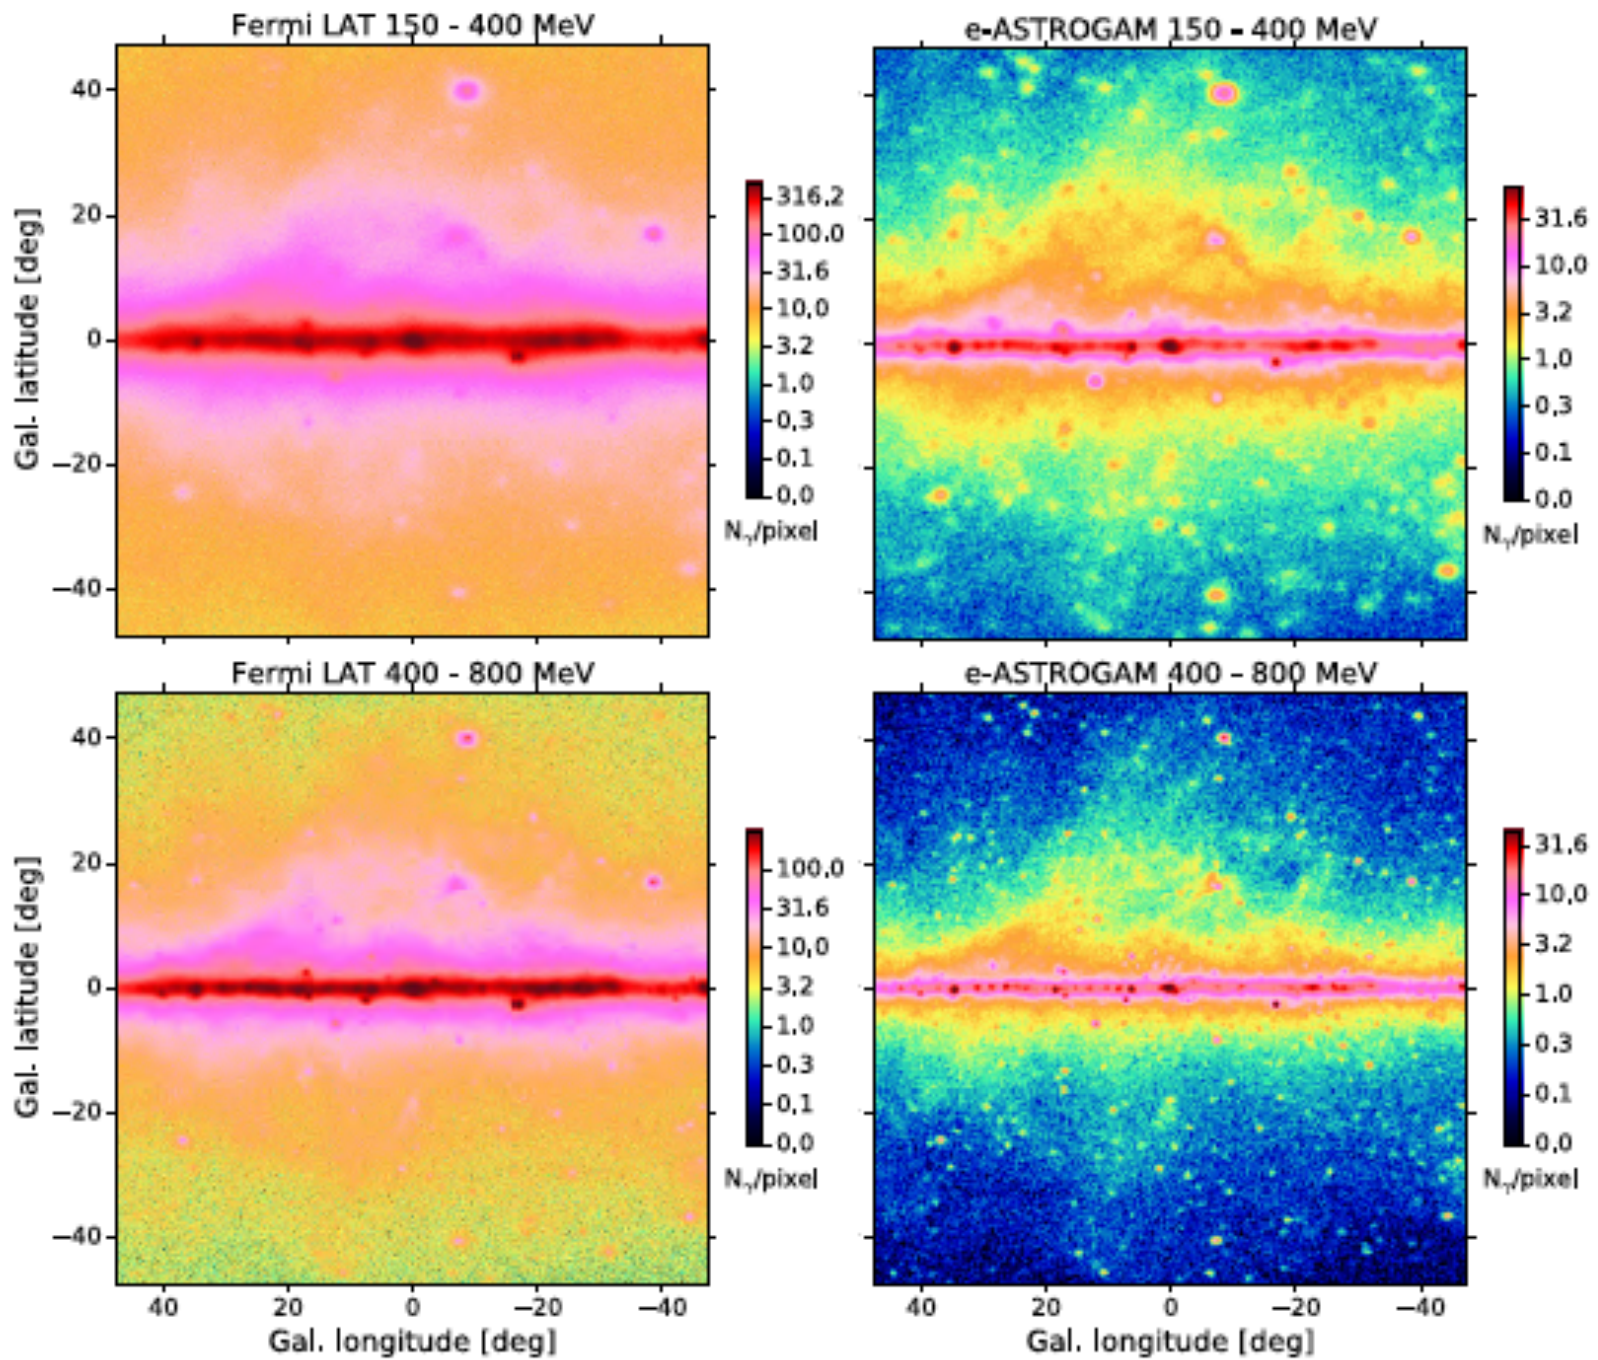 Fermi LAT 150 - 400 MeV
e-ASTROGAM 150 - 400 MeV
Gal. latitude [deg]
40
20
0
−20
−40
316.2
100.0
31.6
10.0
3.2
1.0
0.3
0.1
0.0
Nγ/pixel
31.6
10.0
3.2
1.0
0.3
0.1
0.0
Nγ/pixel
Fermi LAT 400 - 800 MeV
e-ASTROGAM 400 - 800 MeV
Gal. latitude [deg]
40
20
0
−20
−40
100.0
31.6
10.0
3.2
1.0
0.3
0.1
0.0
Nγ/pixel
31.6
10.0
3.2
1.0
0.3
0.1
0.0
Nγ/pixel
40 20 0 −20 −40
40 20 0 −20 −40
Gal. longitude [deg]
Gal. longitude [deg]